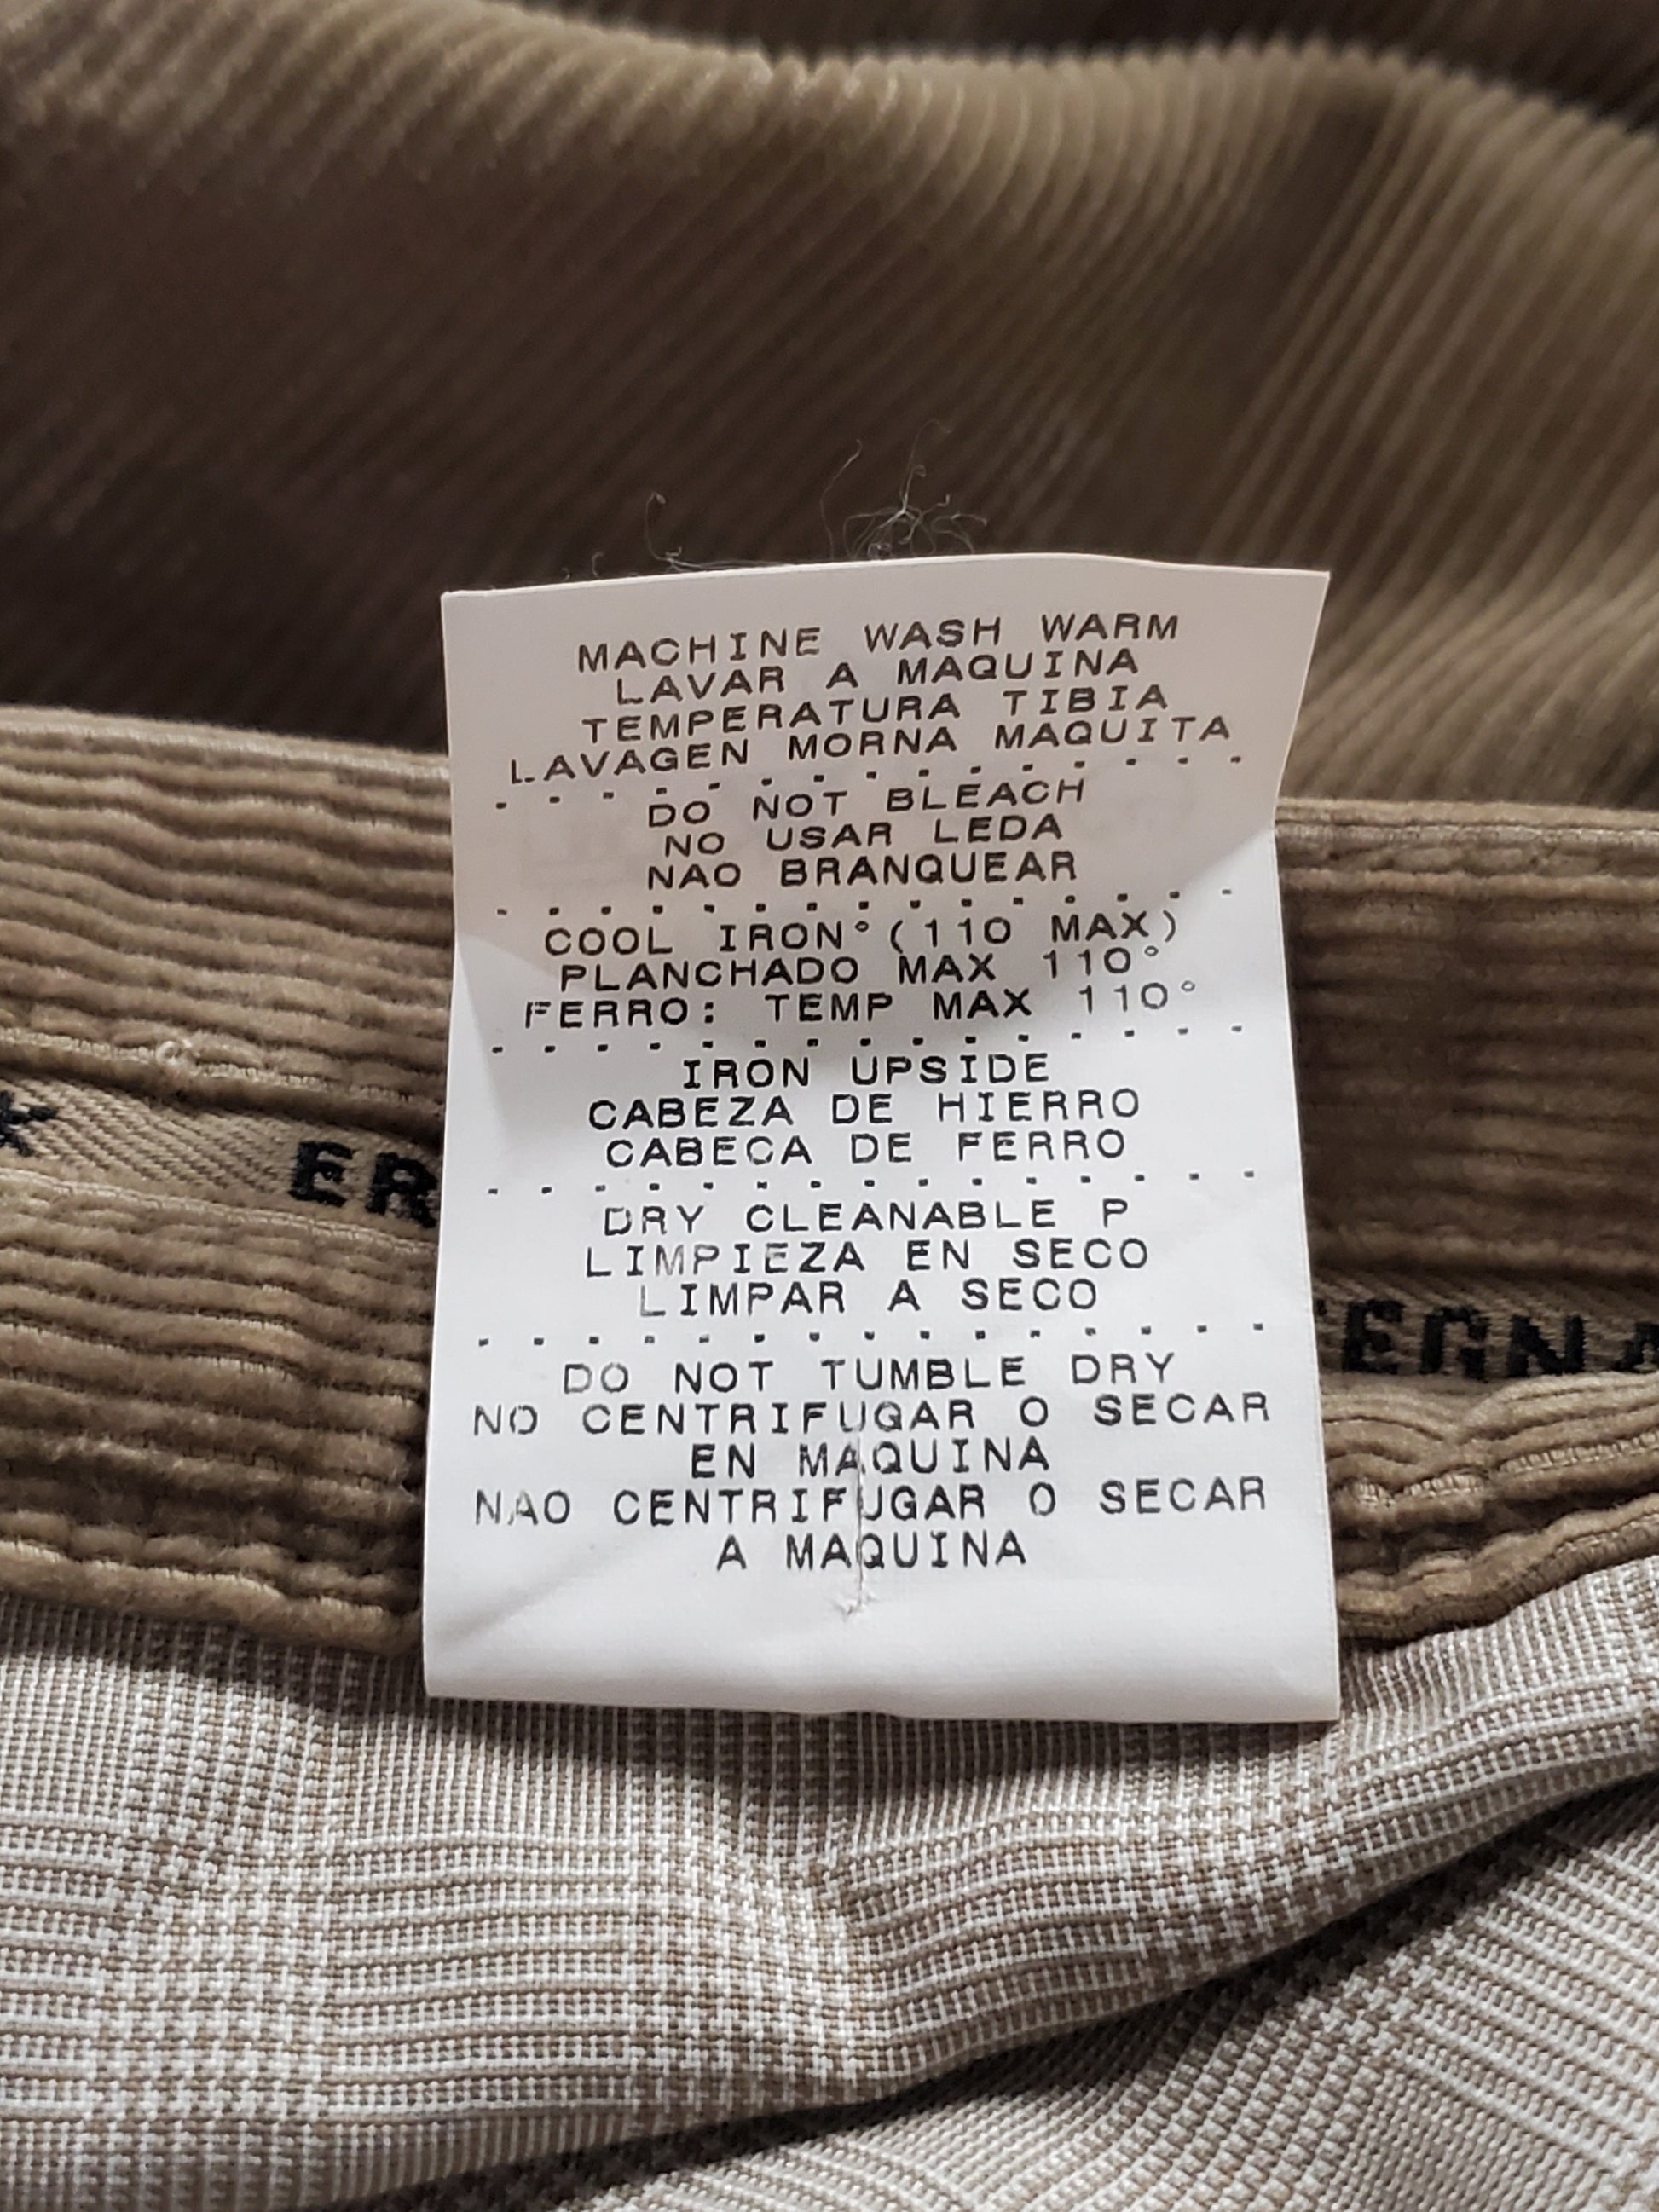 MACHINE WASH WARM
LAVAR A MAQUINA
TEMPERATURA TIBIA
LAVAGEN MORNA MAQUITA
DO NOT BLEACH
NO USAR LEDA
NAO BRANQUEAR
COOL IRON°(110 MAX)
PLANCHADO MAX 110°
FERRO: TEMP MAX 110°
IRON UPSIDE
CABEZA DE HIERRO
CABECA DE FERRO
DRY CLEANABLE P
LIMPIEZA EN SECO
LIMPAR A SECO
DO NOT TUMBLE DRY
NO CENTRIFUGAR O SECAR
EN MAQUINA
NAO CENTRIFUGAR O SECAR
A MAQUINA
ER
EGNA